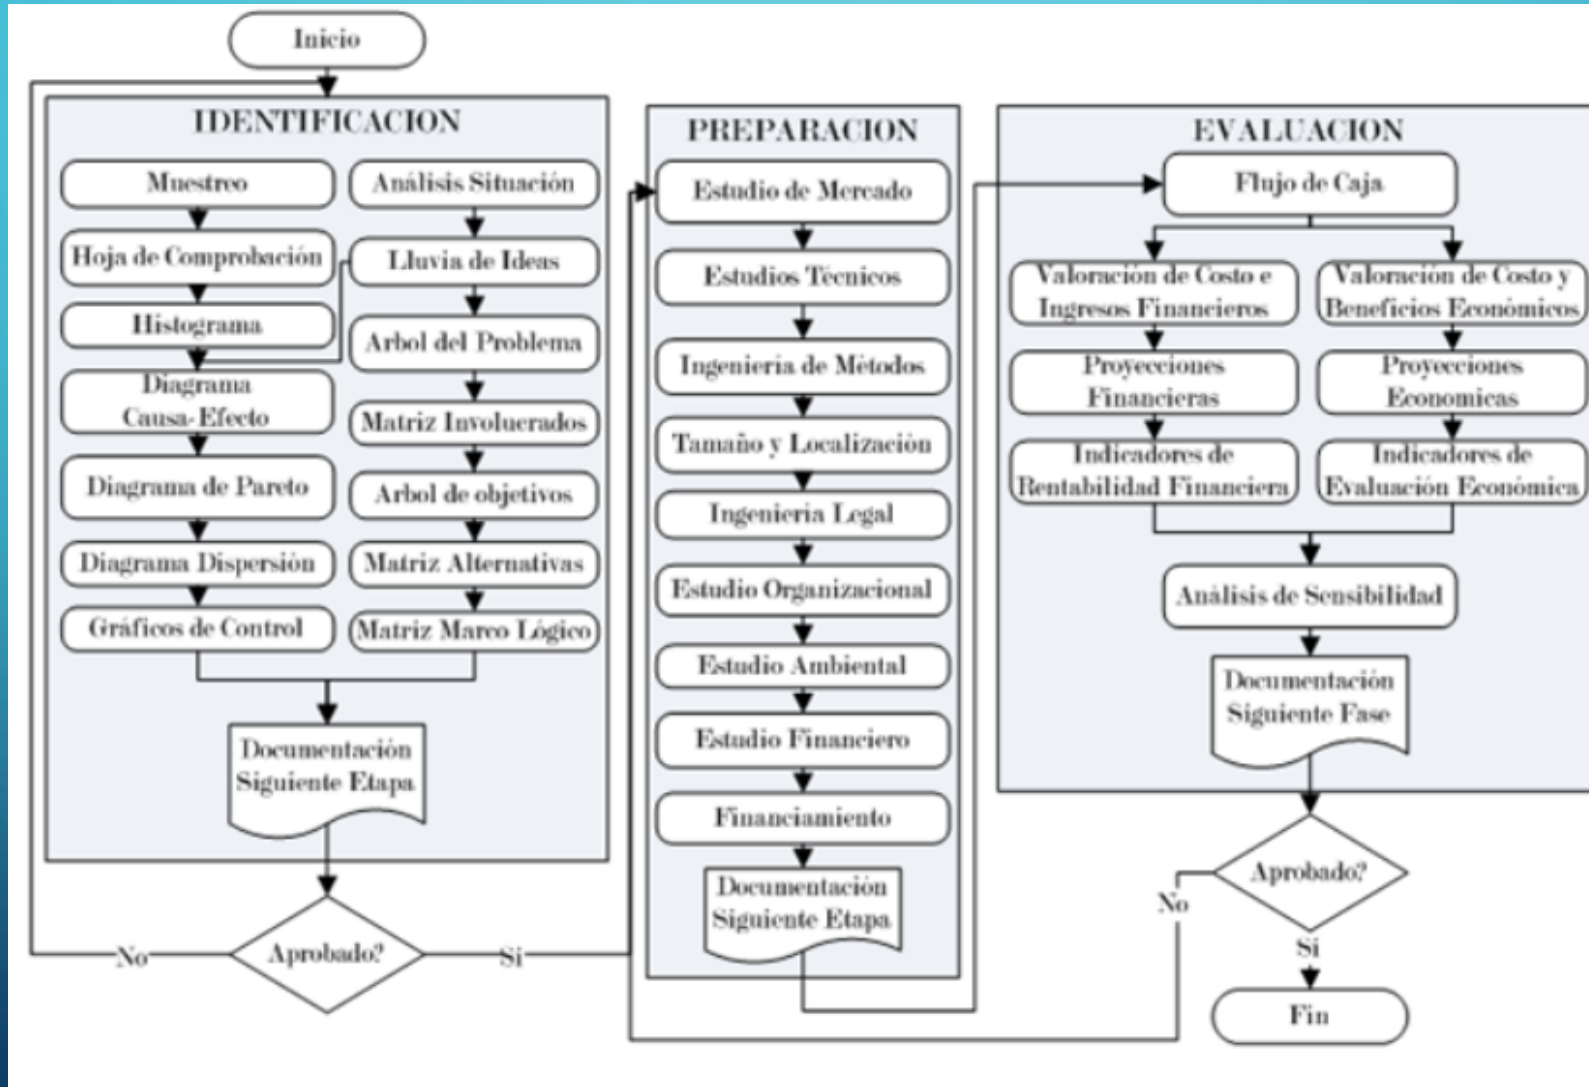 Inicio
IDENTIFICACION
Muestreo
Hoja de Comprobación
Histograma
Diagrama
Causa-Efecto
Diagrama de Pareto
Diagrama Dispersión
Gráficos de Control
Análisis Situación
Lluvia de Ideas
Arbol del Problema
Matriz Involucrados
Arbol de objetivos
Matriz Alternativas
Matriz Marco Lógico
Documentación
Siguiente Etapa
Aprobado?
No
Sí
PREPARACION
Estudio de Mercado
Estudios Técnicos
Ingeniería de Métodos
Tamaño y Localización
Ingeniería Legal
Estudio Organizacional
Estudio Ambiental
Estudio Financiero
Financiamiento
Documentación
Siguiente Etapa
EVALUACION
Flujo de Caja
Valoración de Costo e
Ingresos Financieros
Proyecciones
Financieras
Indicadores de
Rentabilidad Financiera
Valoración de Costo y
Beneficios Económicos
Proyecciones
Economicas
Indicadores de
Evaluación Económica
Análisis de Sensibilidad
Documentación
Siguiente Fase
Aprobado?
No
Sí
Fin